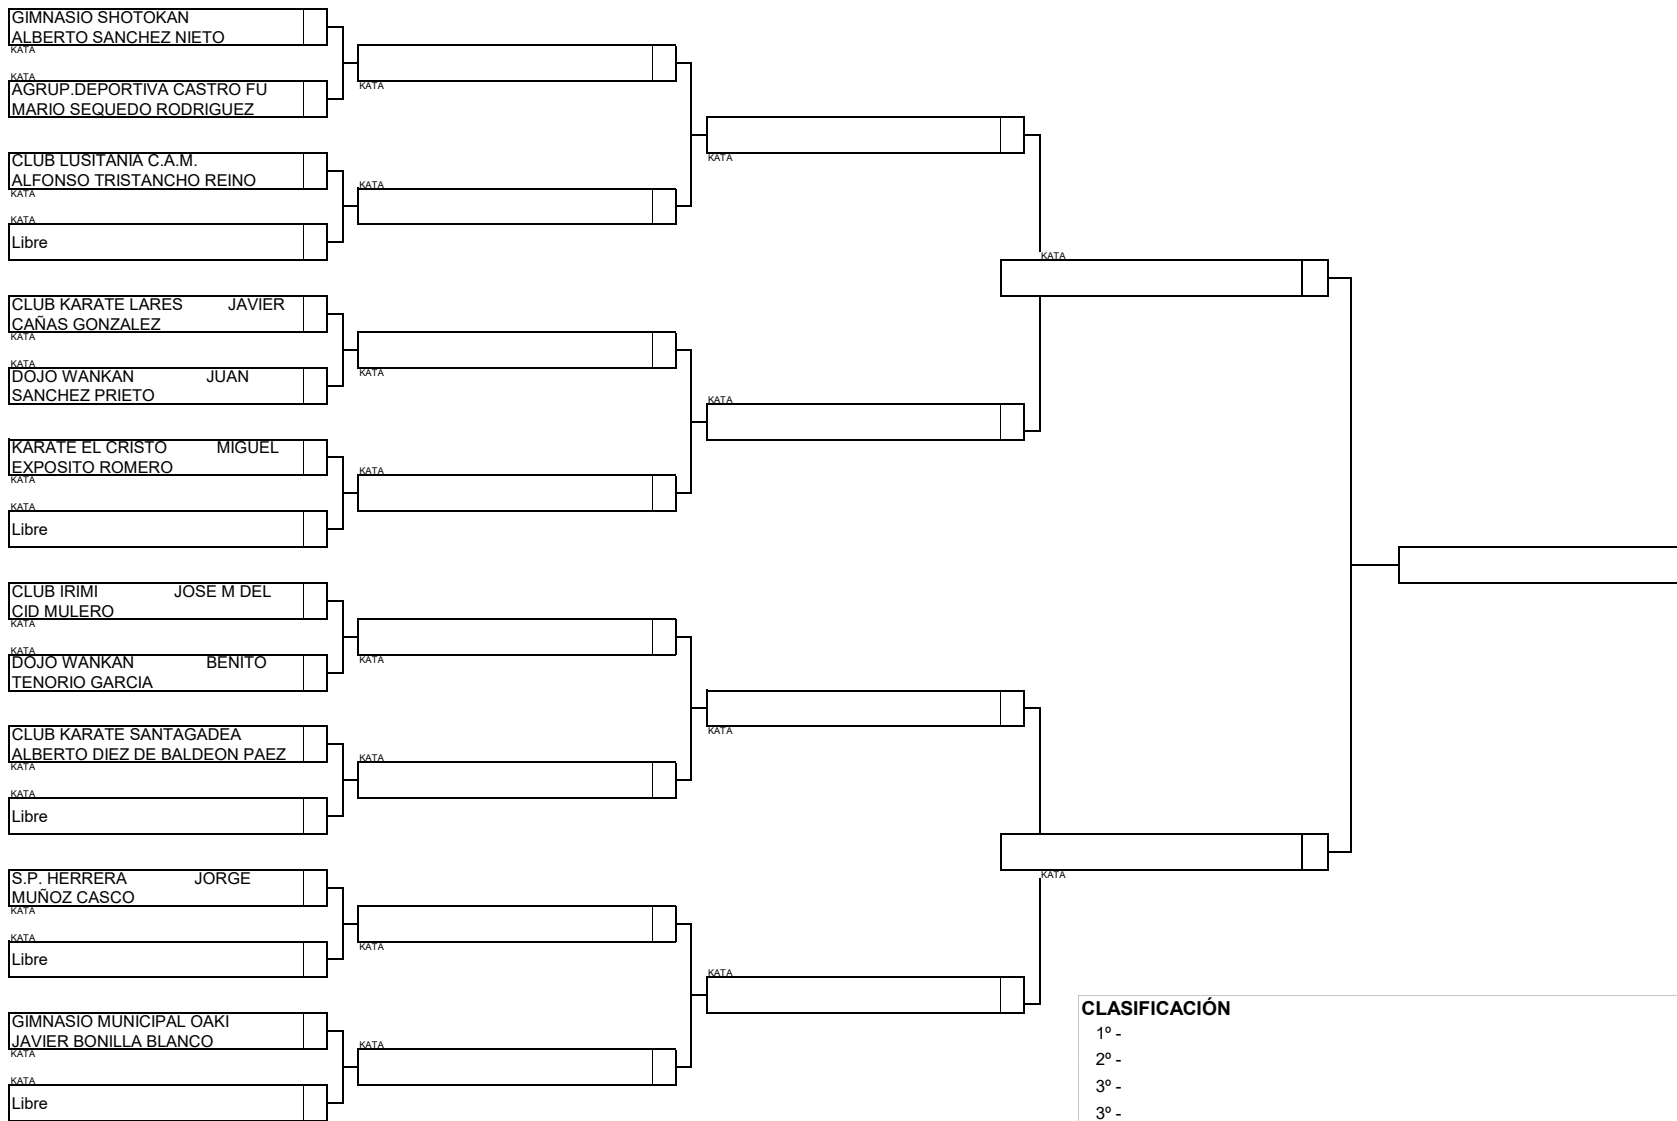 GIMNASIO SHOTOKAN
ALBERTO SANCHEZ NIETO
KATA
KATA
AGRUP.DEPORTIVA CASTRO FU
MARIO SEQUEDO RODRIGUEZ
CLUB LUSITANIA C.A.M.
ALFONSO TRISTANCHO REINO
KATA
KATA
Libre
CLUB KARATE LARES JAVIER
CAÑAS GONZALEZ
KATA
KATA
DOJO WANKAN JUAN
SANCHEZ PRIETO
KARATE EL CRISTO MIGUEL
EXPOSITO ROMERO
KATA
KATA
Libre
CLUB IRIMI JOSE M DEL
CID MULERO
KATA
KATA
DOJO WANKAN BENITO
TENORIO GARCIA
CLUB KARATE SANTAGADEA
ALBERTO DIEZ DE BALDEON PAEZ
KATA
KATA
Libre
S.P. HERRERA JORGE
MUÑOZ CASCO
KATA
KATA
Libre
GIMNASIO MUNICIPAL OAKI
JAVIER BONILLA BLANCO
KATA
KATA
Libre
KATA
KATA
KATA
KATA
KATA
KATA
KATA
KATA
KATA
KATA
KATA
KATA
KATA
KATA
CLASIFICACIÓN
1º -
2º -
3º -
3º -